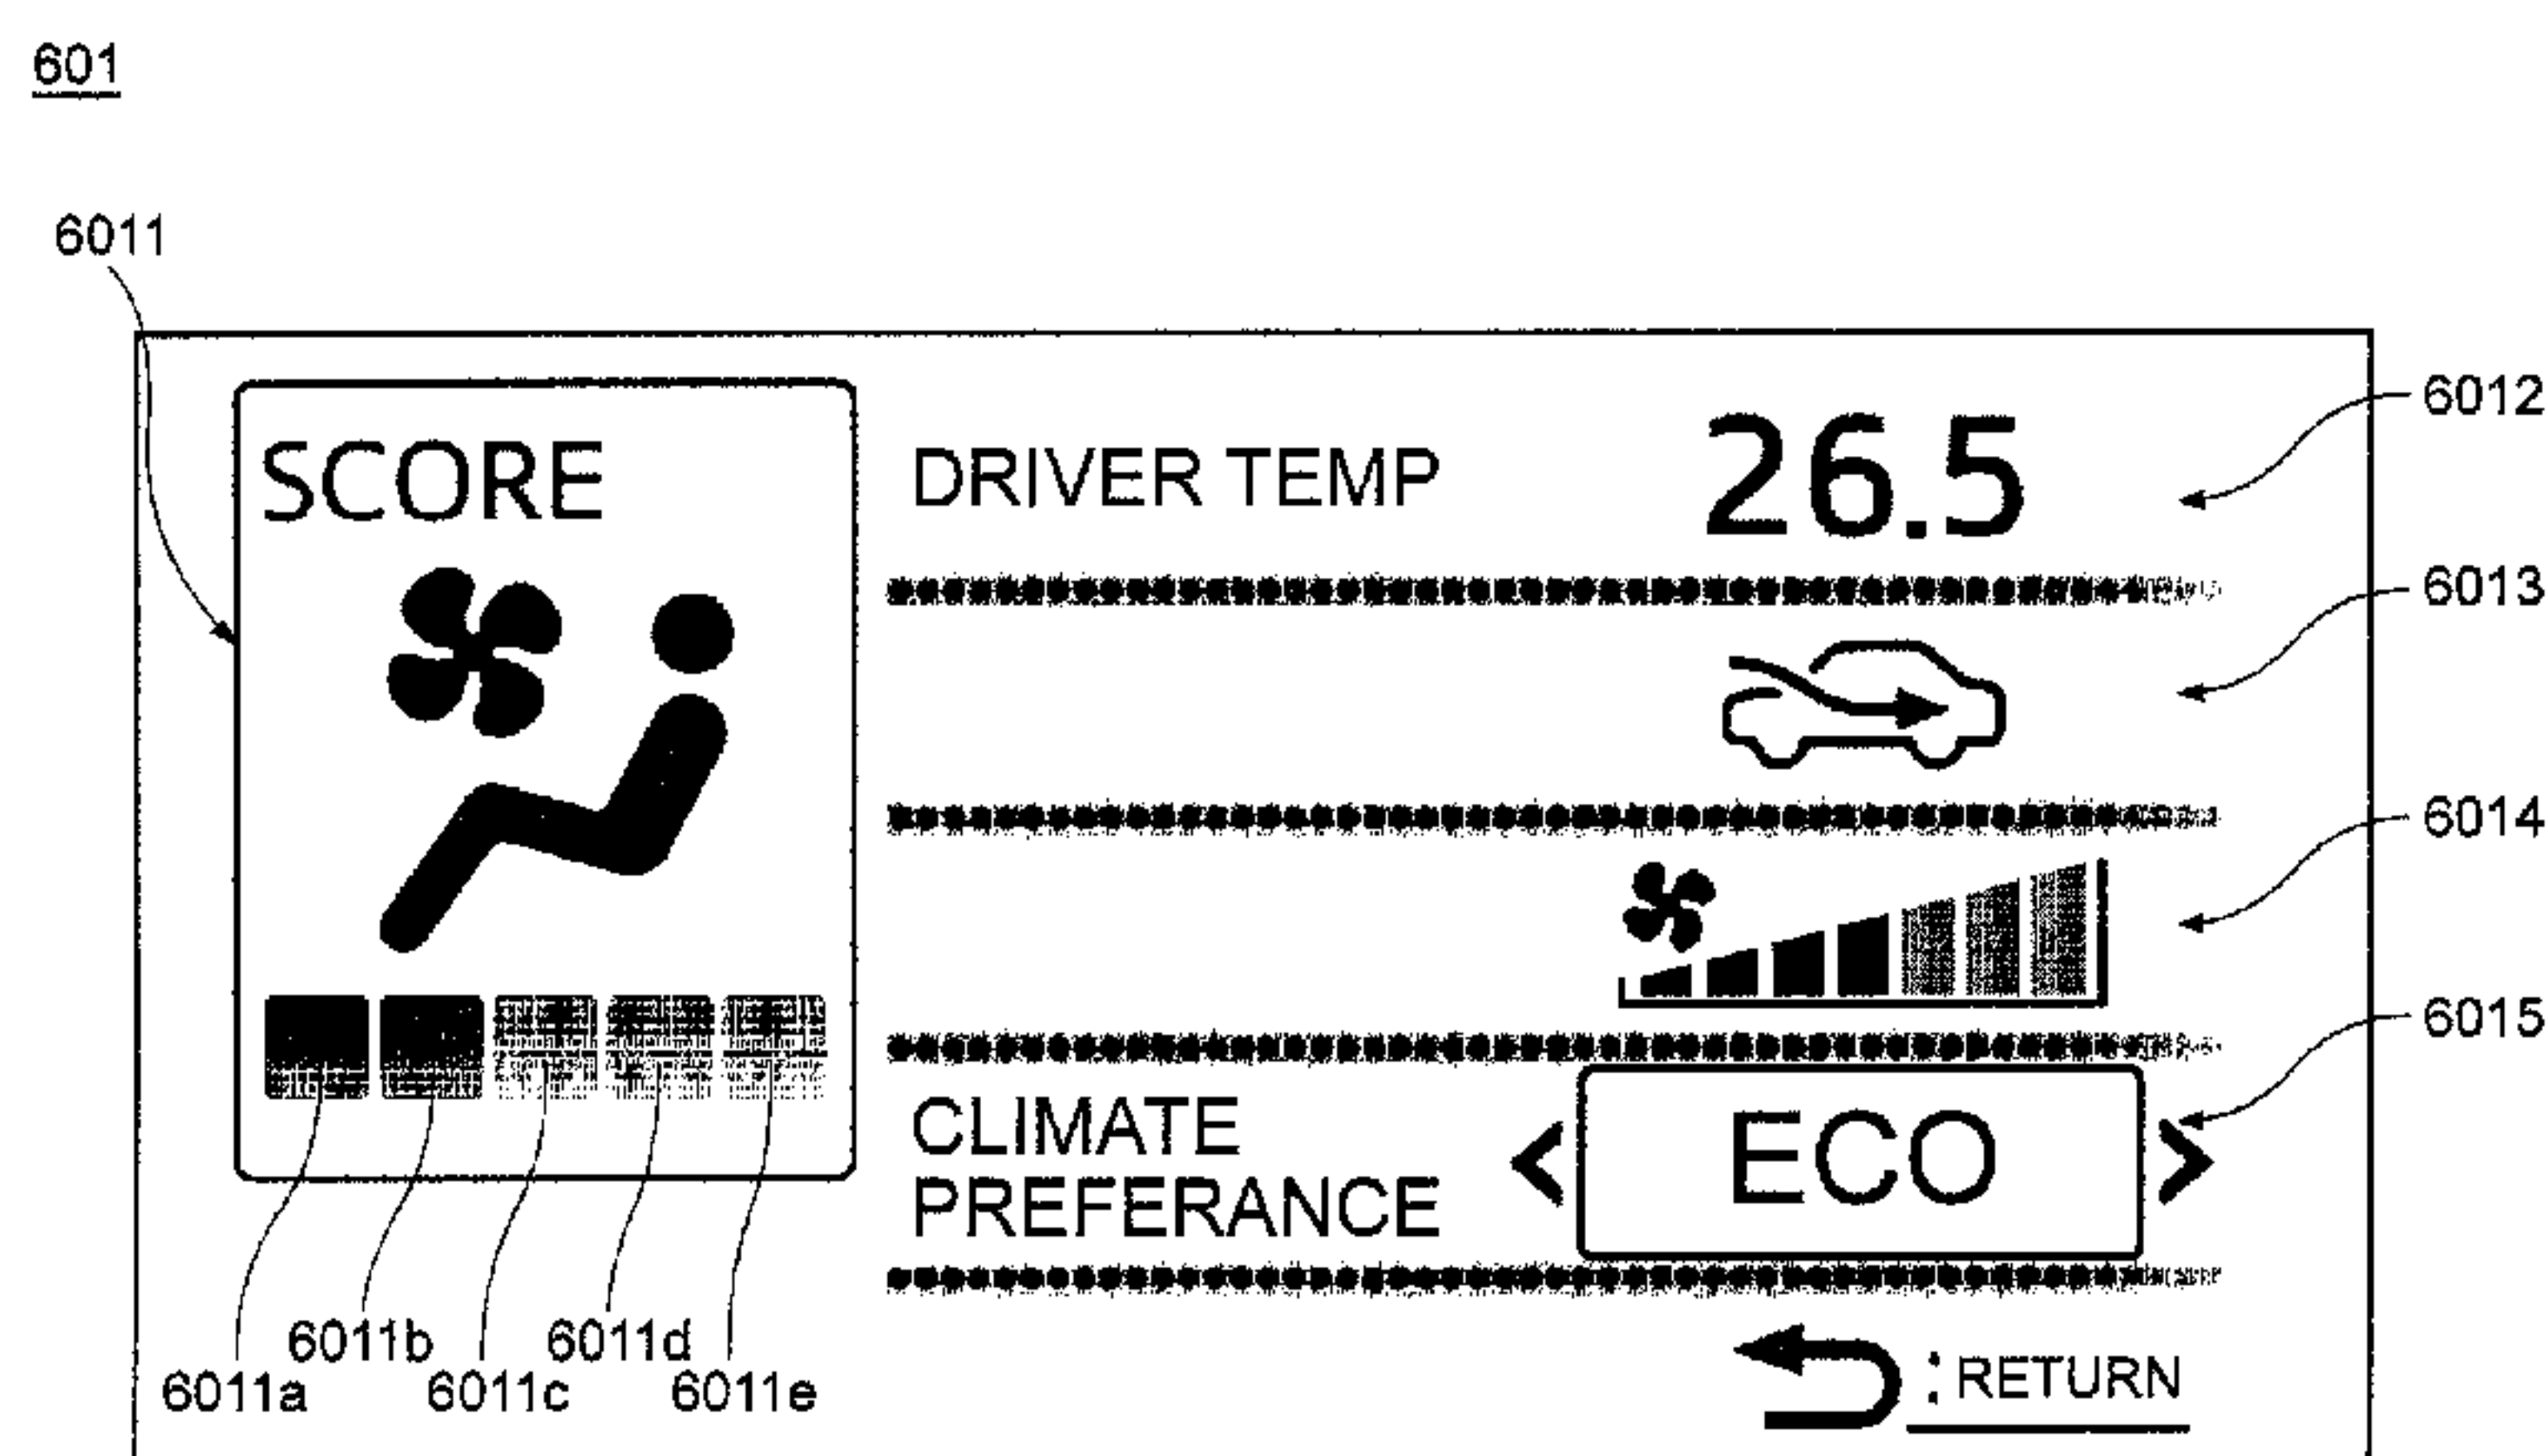 601
6011
SCORE
DRIVER TEMP 26.5
6012
6013
6014
6015
CLIMATE
PREFERANCE
< ECO >
6011b 6011d
6011a 6011c 6011e
: RETURN